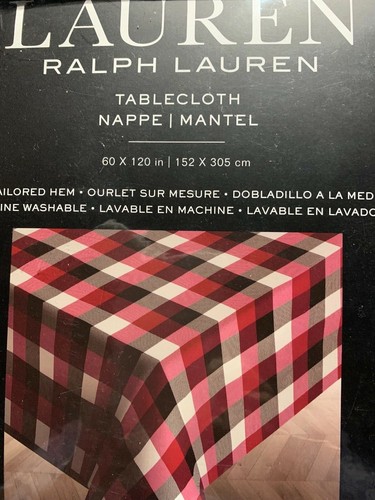 LAUREN
RALPH LAUREN
TABLECLOTH
NAPPE | MANTEL
60 X 120 in | 152 X 305 cm
AILORED HEM • OURLET SUR MESURE • DOBLADILLO A LA MED
INE WASHABLE • LAVABLE EN MACHINE • LAVABLE EN LAVADO